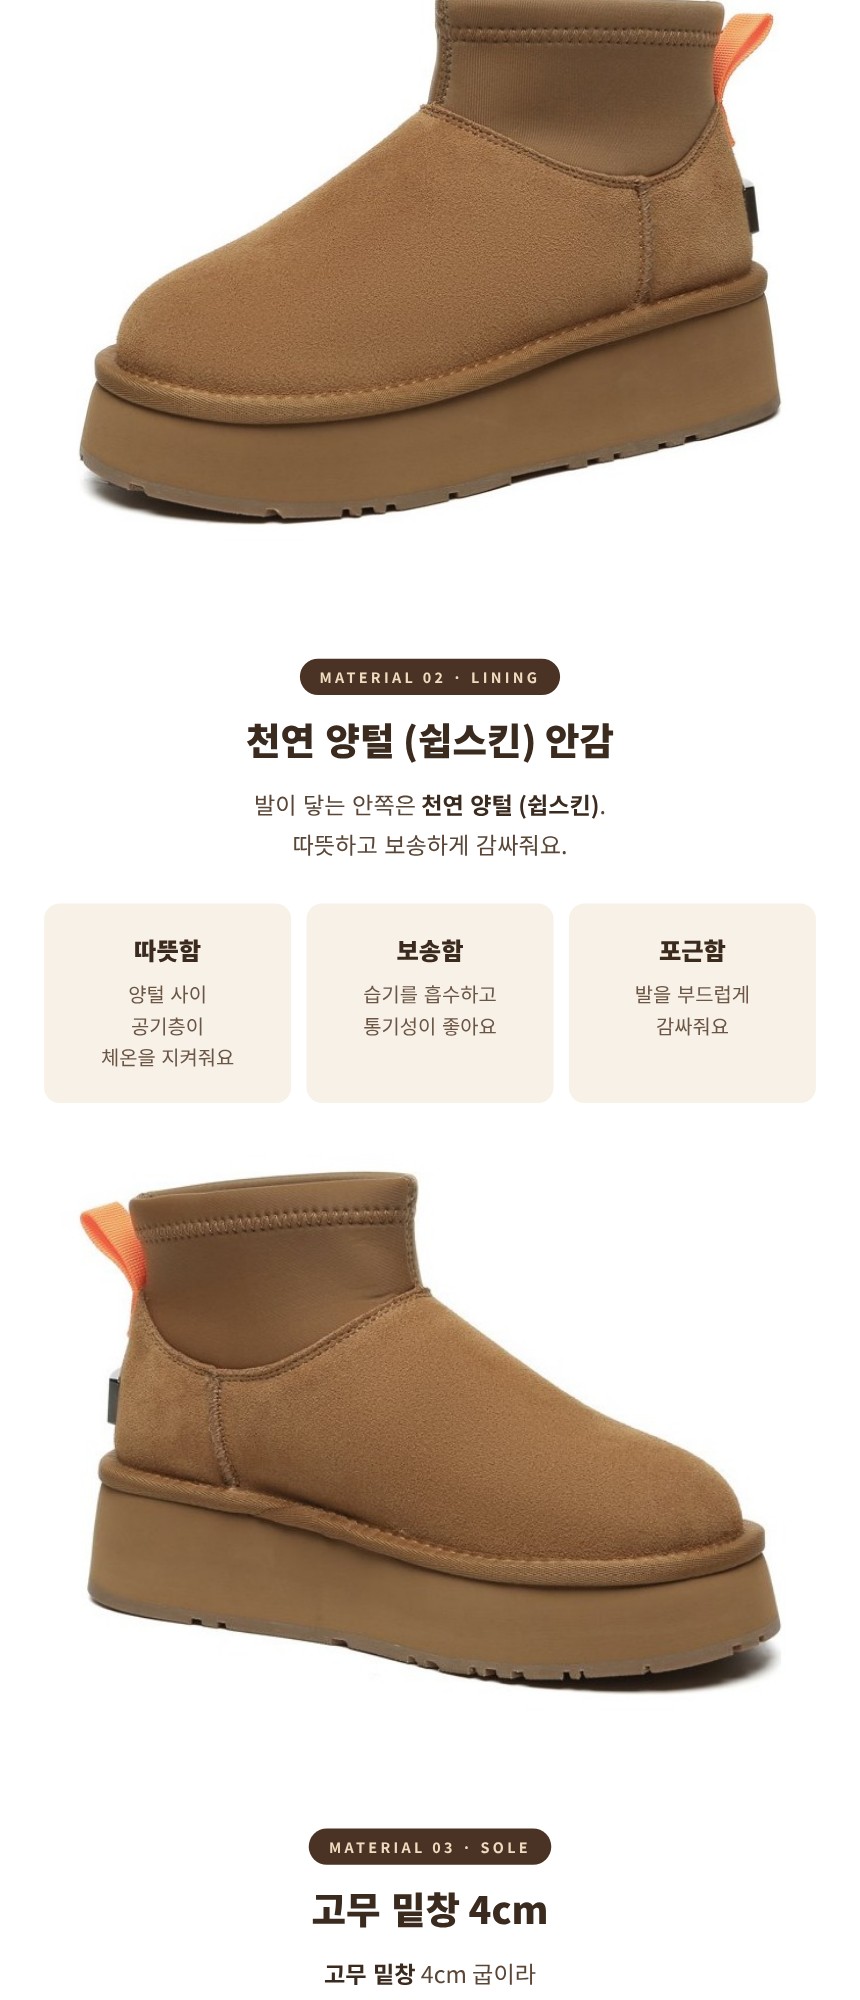 MATERIAL 02 · LINING
천연 양털 (쉽스킨) 안감
발이 닿는 안쪽은 천연 양털 (쉽스킨).
따뜻하고 보송하게 감싸줘요.
따뜻함
양털 사이
공기층이
체온을 지켜줘요
보송함
습기를 흡수하고
통기성이 좋아요
포근함
발을 부드럽게
감싸줘요
MATERIAL 03 · SOLE
고무 밑창 4cm
고무 밑창 4cm 굽이라